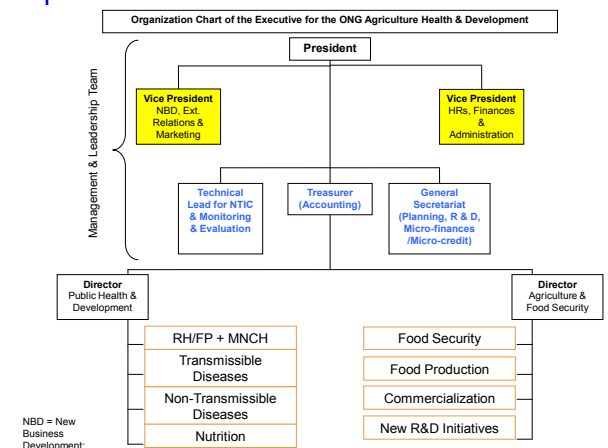 Organization Chart of the Executive for the ONG Agriculture Health & Development
President
Management & Leadership Team
Vice President
NBD, Ext.
Relations &
Marketing
Vice President
HRs, Finances
&
Administration
Technical
Lead for NTIC
& Monitoring
& Evaluation
Treasurer
(Accounting)
General
Secretariat
(Planning, R & D,
Micro-finances
/Micro-credit)
Director
Public Health &
Development
Director
Agriculture &
Food Security
RH/FP + MNCH
Transmissible
Diseases
Non-Transmissible
Diseases
Nutrition
Food Security
Food Production
Commercialization
New R&D Initiatives
NBD = New
Business
Development;